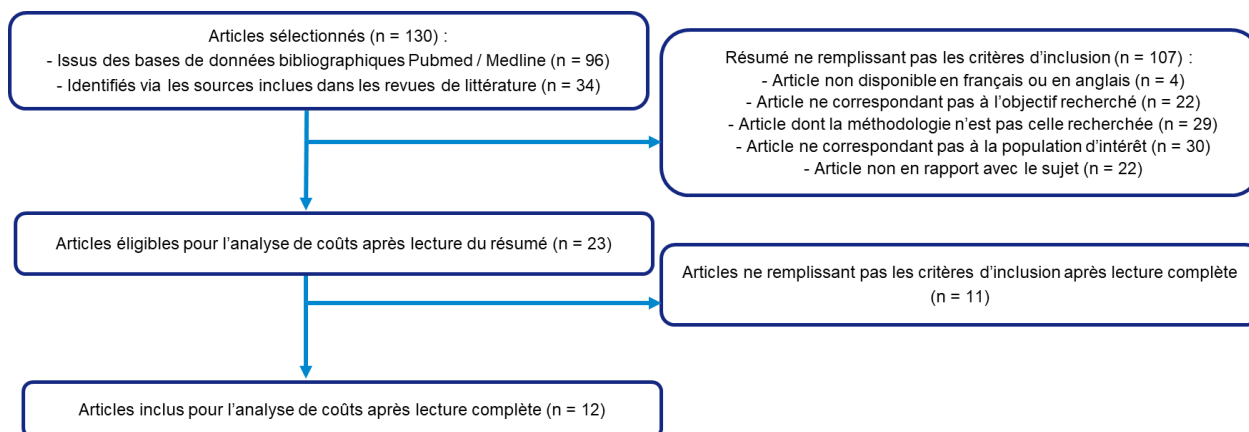 Articles sélectionnés (n = 130) :
- Issus des bases de données bibliographiques Pubmed / Medline (n = 96)
- Identifiés via les sources inclues dans les revues de littérature (n = 34)
Résumé ne remplissant pas les critères d’inclusion (n = 107) :
- Article non disponible en français ou en anglais (n = 4)
- Article ne correspondant pas à l’objectif recherché (n = 22)
- Article dont la méthodologie n’est pas celle recherchée (n = 29)
- Article ne correspondant pas à la population d’intérêt (n = 30)
- Article non en rapport avec le sujet (n = 22)
Articles éligibles pour l’analyse de coûts après lecture du résumé (n = 23)
Articles ne remplissant pas les critères d’inclusion après lecture complète
(n = 11)
Articles inclus pour l’analyse de coûts après lecture complète (n = 12)